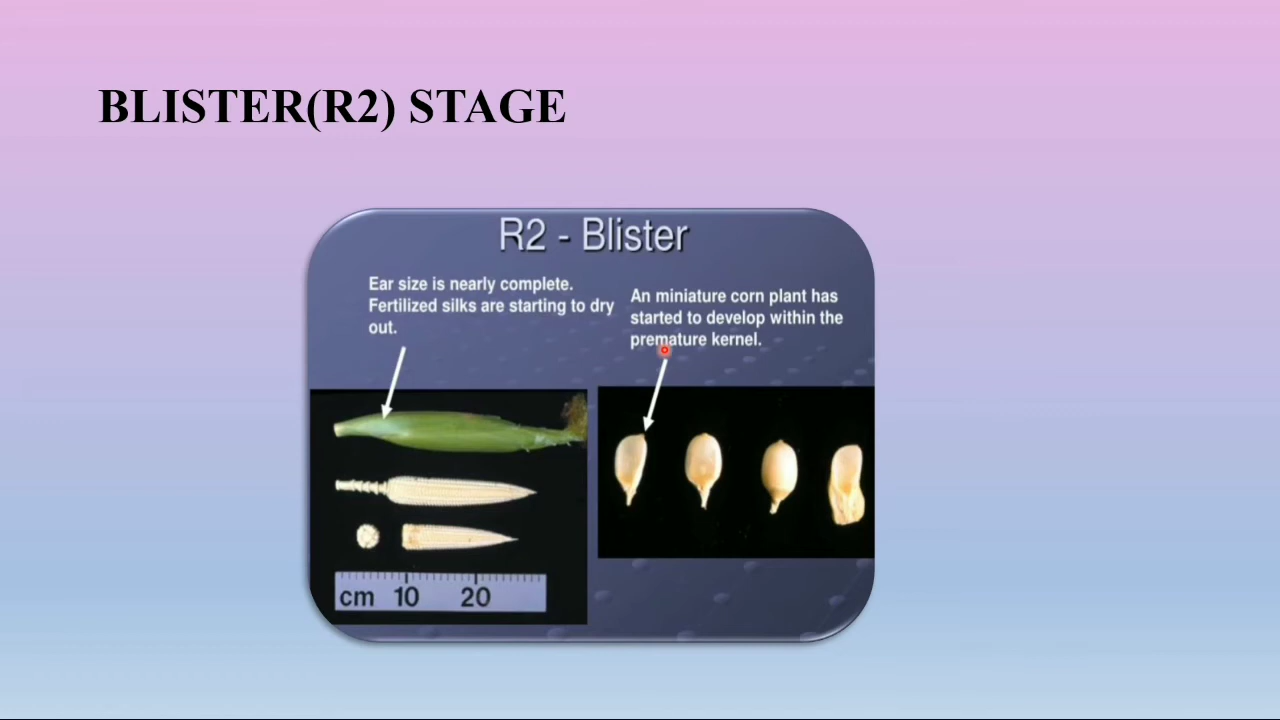 BLISTER(R2) STAGE
R2 - Blister
Ear size is nearly complete.
Fertilized silks are starting to dry
out.
An miniature corn plant has
started to develop within the
premature kernel.
cm 10 20